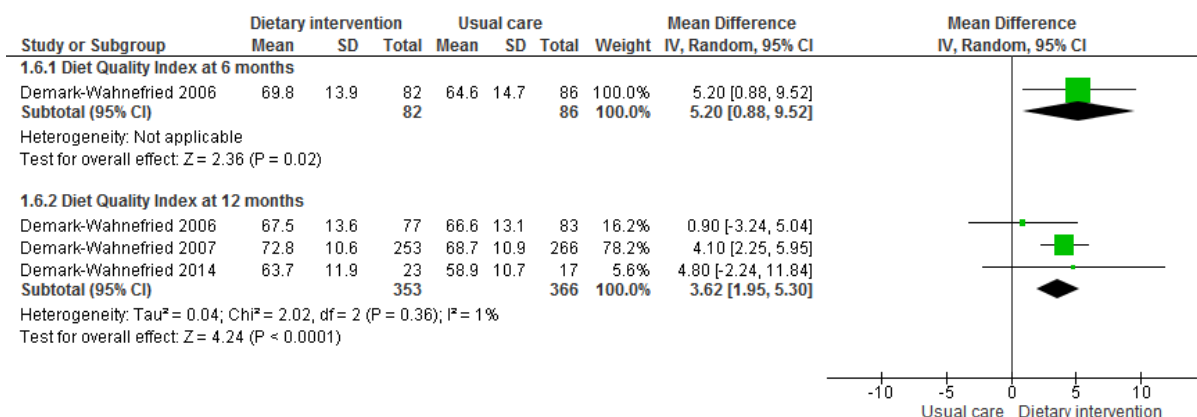 Dietary intervention Usual care Mean Difference Mean Difference
Study or Subgroup Mean SD Total Mean SD Total Weight IV, Random, 95% CI IV, Random, 95% CI
1.6.1 Diet Quality Index at 6 months
Demark-Wahnefried 2006 69.8 13.9 82 64.6 14.7 86 100.0% 5.20 [0.88, 9.52]
Subtotal (95% CI) 82 86 100.0% 5.20 [0.88, 9.52]
Heterogeneity: Not applicable
Test for overall effect: Z = 2.36 (P = 0.02)
1.6.2 Diet Quality Index at 12 months
Demark-Wahnefried 2006 67.5 13.6 77 66.6 13.1 83 16.2% 0.90 [-3.24, 5.04]
Demark-Wahnefried 2007 72.8 10.6 253 68.7 10.9 266 78.2% 4.10 [2.25, 5.95]
Demark-Wahnefried 2014 63.7 11.9 23 58.9 10.7 17 5.6% 4.80 [-2.24, 11.84]
Subtotal (95% CI) 353 366 100.0% 3.62 [1.95, 5.30]
Heterogeneity: Tau² = 0.04; Chi² = 2.02, df = 2 (P = 0.36); I² = 1%
Test for overall effect: Z = 4.24 (P < 0.0001)
-10 -5 0 5 10
Usual care Dietary intervention